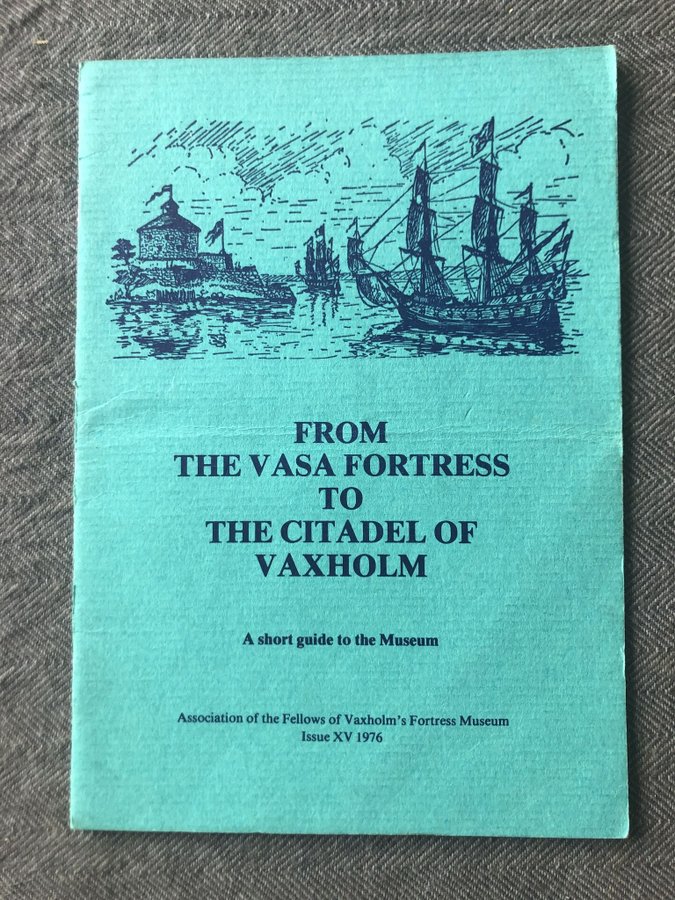 FROM
THE VASA FORTRESS
TO
THE CITADEL OF
VAXHOLM
A short guide to the Museum
Association of the Fellows of Vaxholm's Fortress Museum
Issue XV 1976